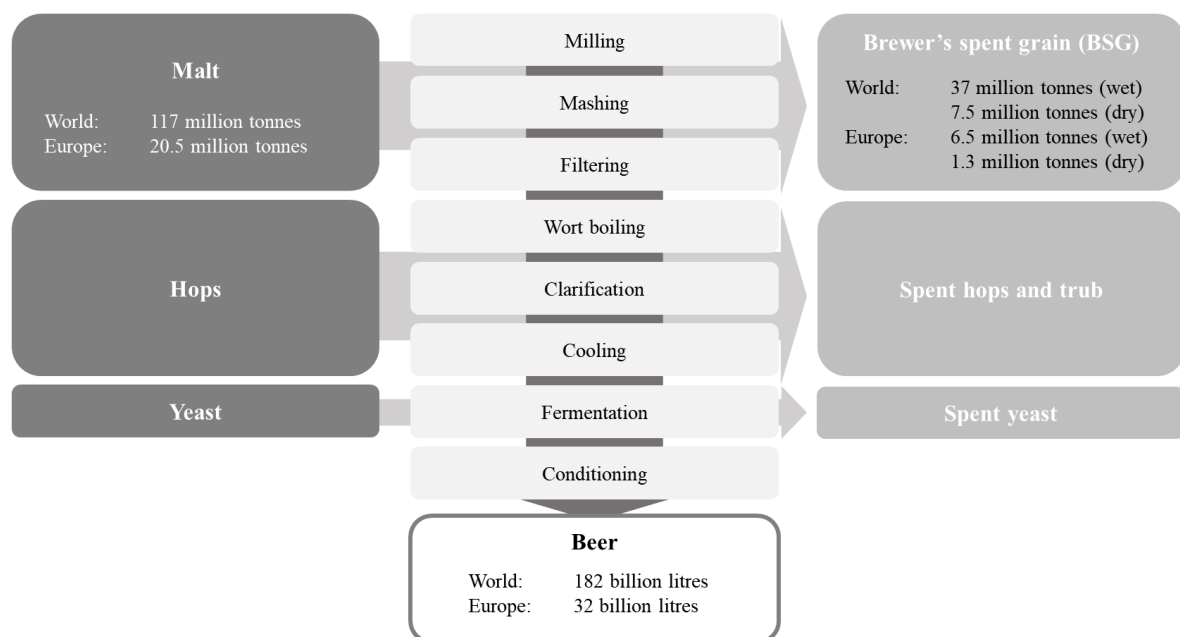 Malt
World: 117 million tonnes
Europe: 20.5 million tonnes
Hops
Yeast
Milling
Mashing
Filtering
Wort boiling
Clarification
Cooling
Fermentation
Conditioning
Beer
World: 182 billion litres
Europe: 32 billion litres
Brewer’s spent grain (BSG)
World: 37 million tonnes (wet)
7.5 million tonnes (dry)
Europe: 6.5 million tonnes (wet)
1.3 million tonnes (dry)
Spent hops and trub
Spent yeast